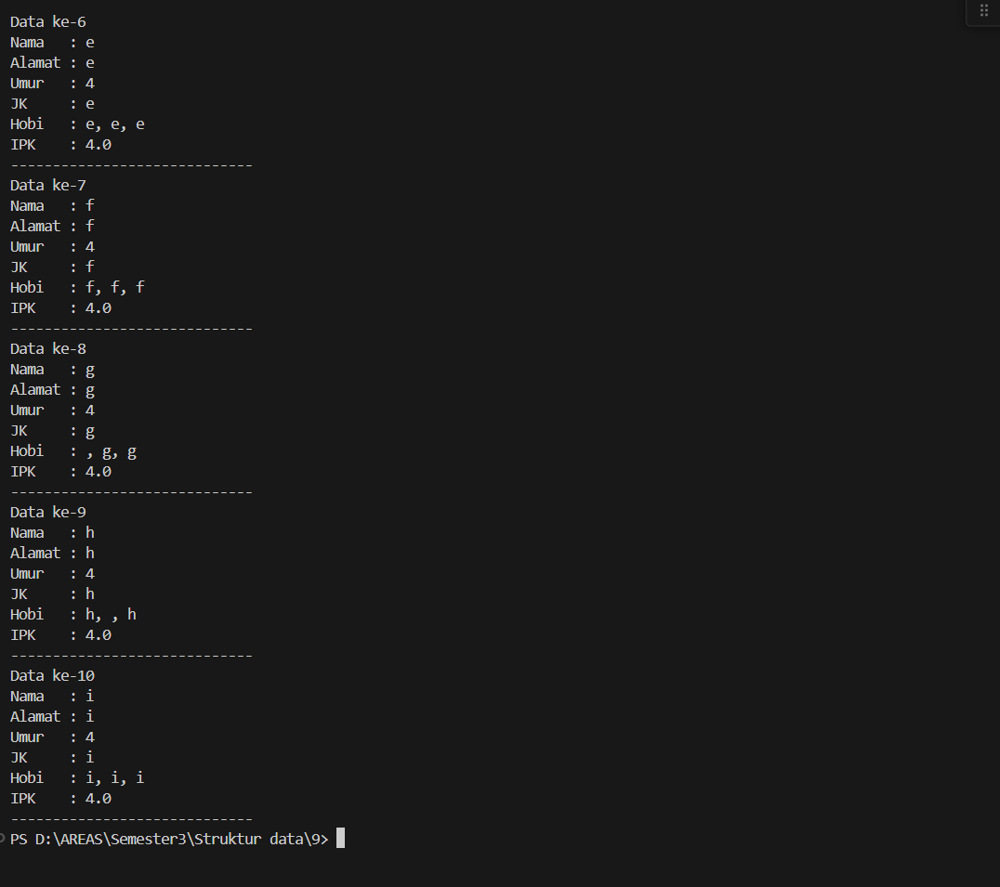 Data ke-6
Nama   : e
Alamat : e
Umur   : 4
JK     : e
Hobi   : e, e, e
IPK    : 4.0
-----------------------------
Data ke-7
Nama   : f
Alamat : f
Umur   : 4
JK     : f
Hobi   : f, f, f
IPK    : 4.0
-----------------------------
Data ke-8
Nama   : g
Alamat : g
Umur   : 4
JK     : g
Hobi   : , g, g
IPK    : 4.0
-----------------------------
Data ke-9
Nama   : h
Alamat : h
Umur   : 4
JK     : h
Hobi   : h, , h
IPK    : 4.0
-----------------------------
Data ke-10
Nama   : i
Alamat : i
Umur   : 4
JK     : i
Hobi   : i, i, i
IPK    : 4.0
-----------------------------
PS D:\AREAS\Semester3\Struktur data\9>